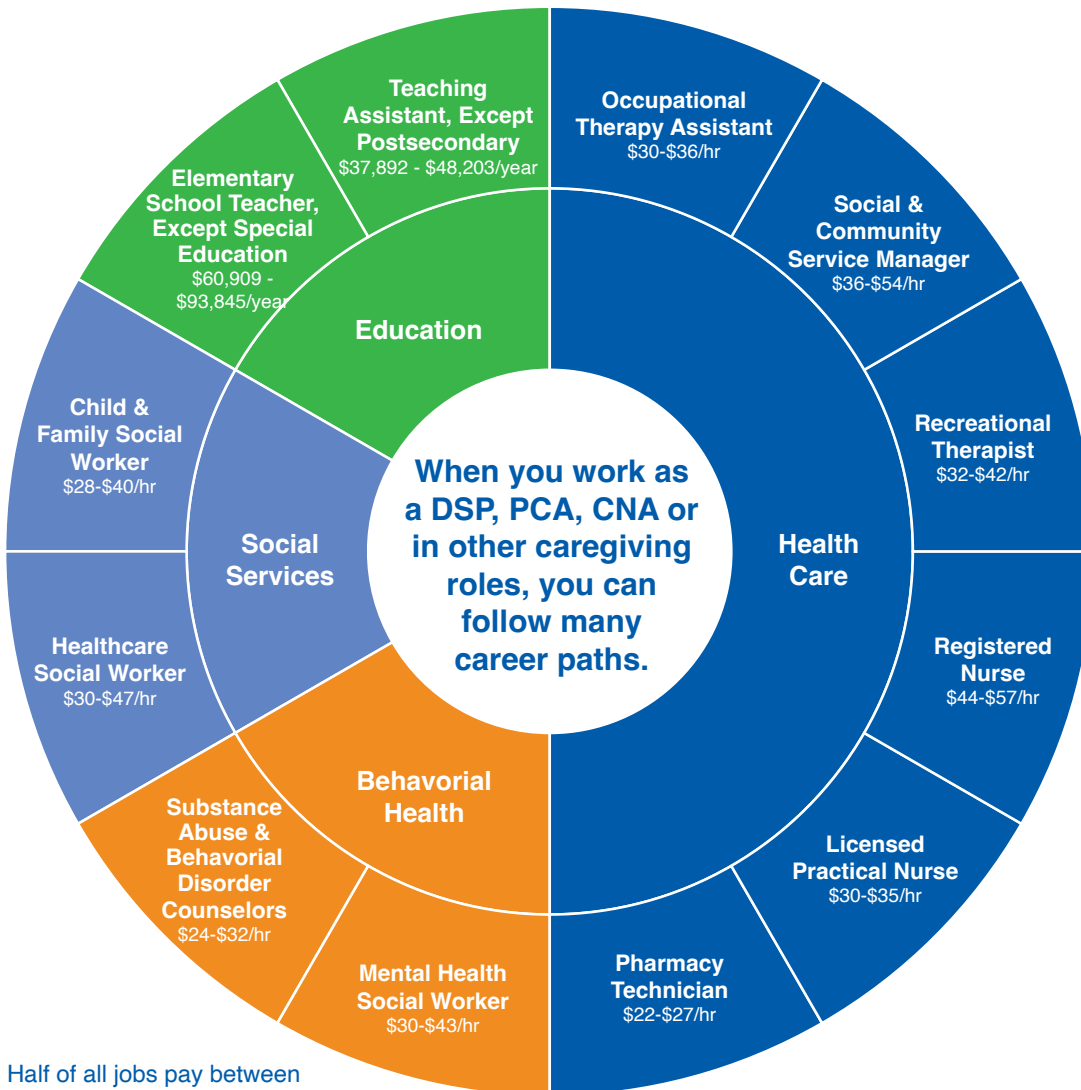 Teaching
Assistant, Except
Postsecondary
$37,892 - $48,203/year
Occupational
Therapy Assistant
$30-$36/hr
Elementary
School Teacher,
Except Special
Education
$60,909 -
$93,845/year
Social &
Community
Service Manager
$36-$54/hr
Education
Child &
Family Social
Worker
$28-$40/hr
Recreational
Therapist
$32-$42/hr
When you work as
a DSP, PCA, CNA or
in other caregiving
roles, you can
follow many
career paths.
Social
Services
Health
Care
Healthcare
Social Worker
$30-$47/hr
Registered
Nurse
$44-$57/hr
Behavorial
Health
Substance
Abuse &
Behavorial
Disorder
Counselors
$24-$32/hr
Licensed
Practical Nurse
$30-$35/hr
Mental Health
Social Worker
$30-$43/hr
Pharmacy
Technician
$22-$27/hr
Half of all jobs pay between